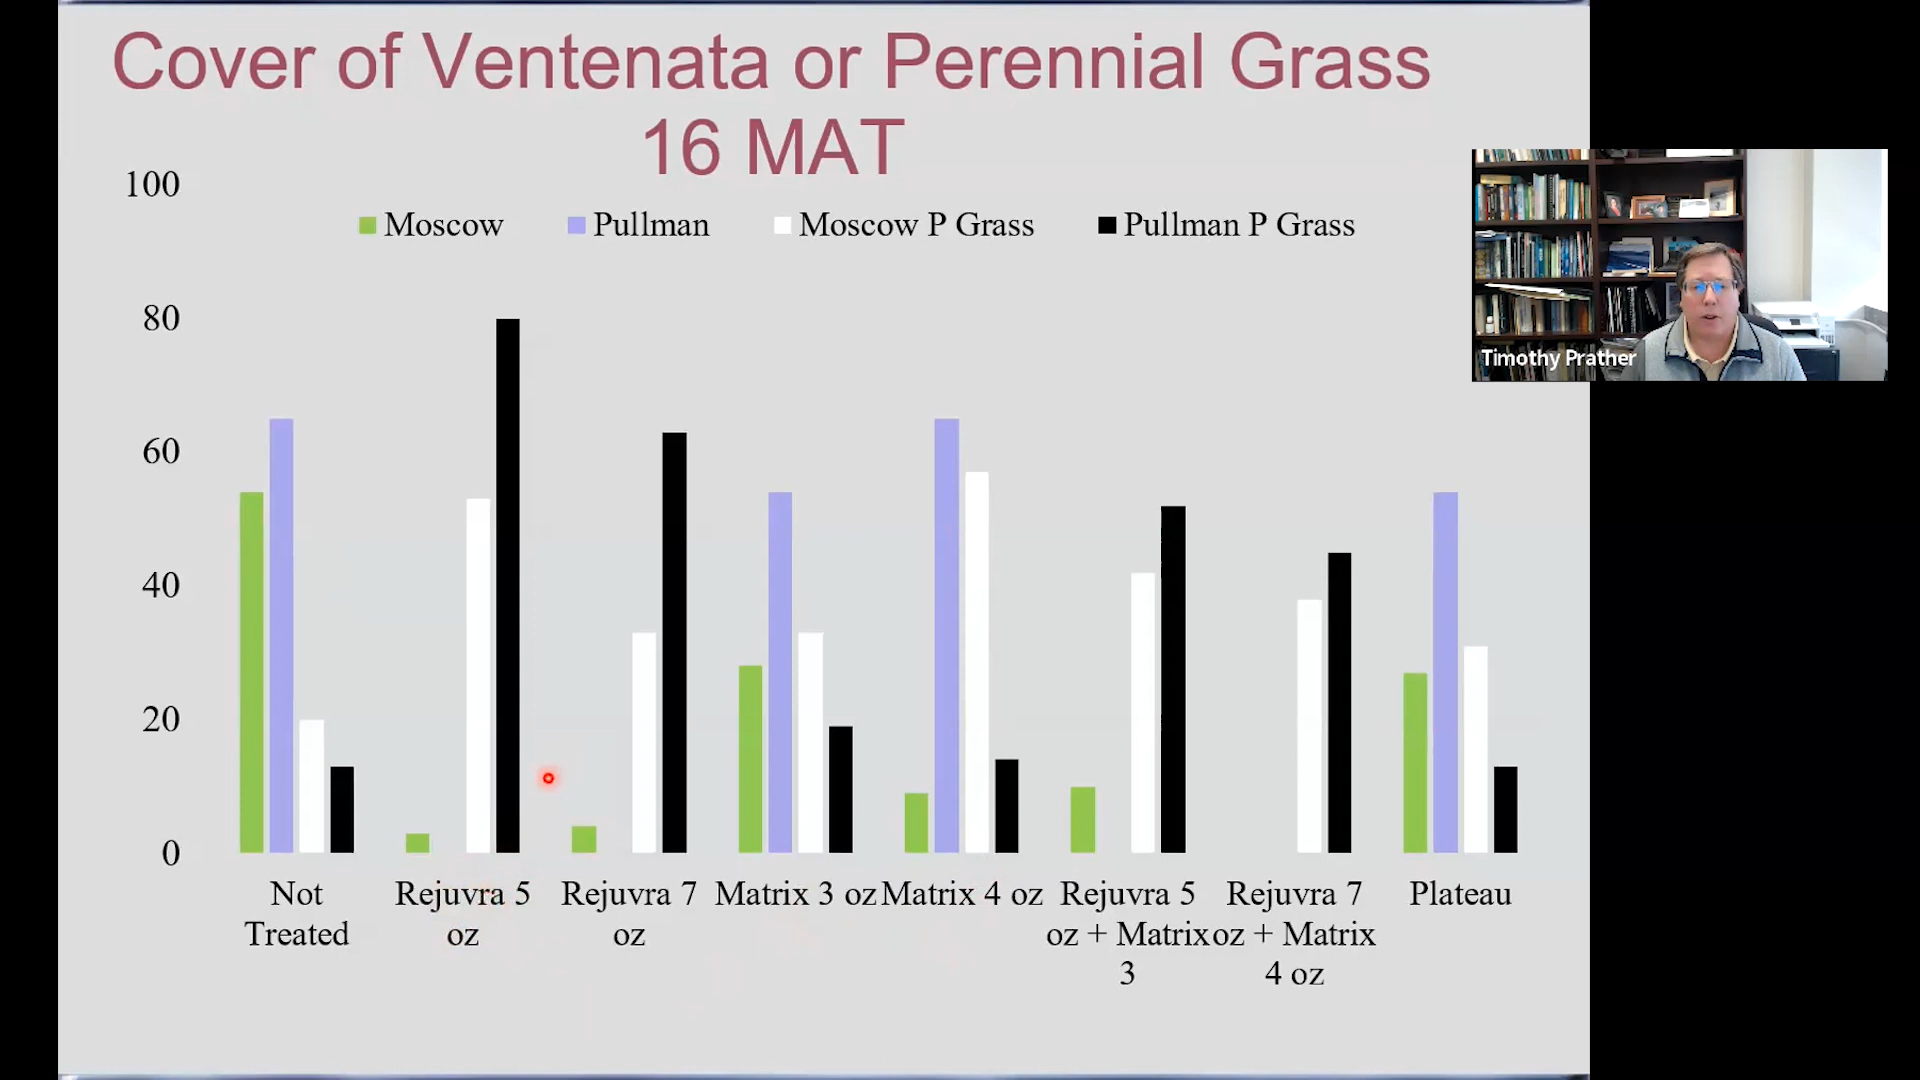 Cover of Ventenata or Perennial Grass
16 MAT
100
Moscow Pullman Moscow P Grass Pullman P Grass
80
Timothy Prather
60
40
20
0
Not Treated
Rejuvra 5 oz
Rejuvra 7 oz
Matrix 3 oz
Matrix 4 oz
Rejuvra 5 oz + Matrix 3
Rejuvra 7 oz + Matrix 4 oz
Plateau